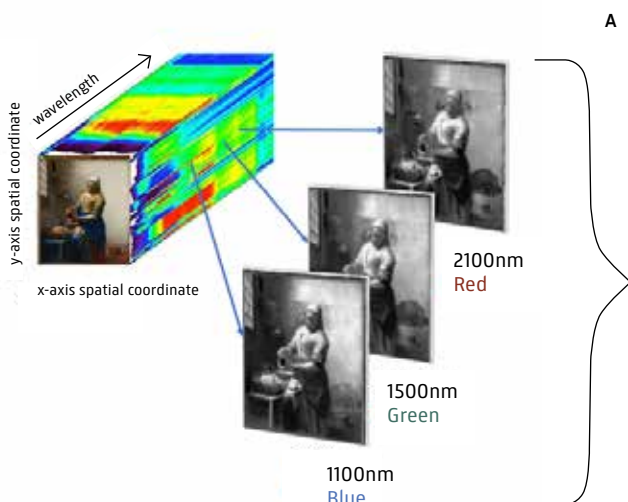 A
wavelength
y-axis spatial coordinate
x-axis spatial coordinate
2100nm
Red
1500nm
Green
1100nm
Blue